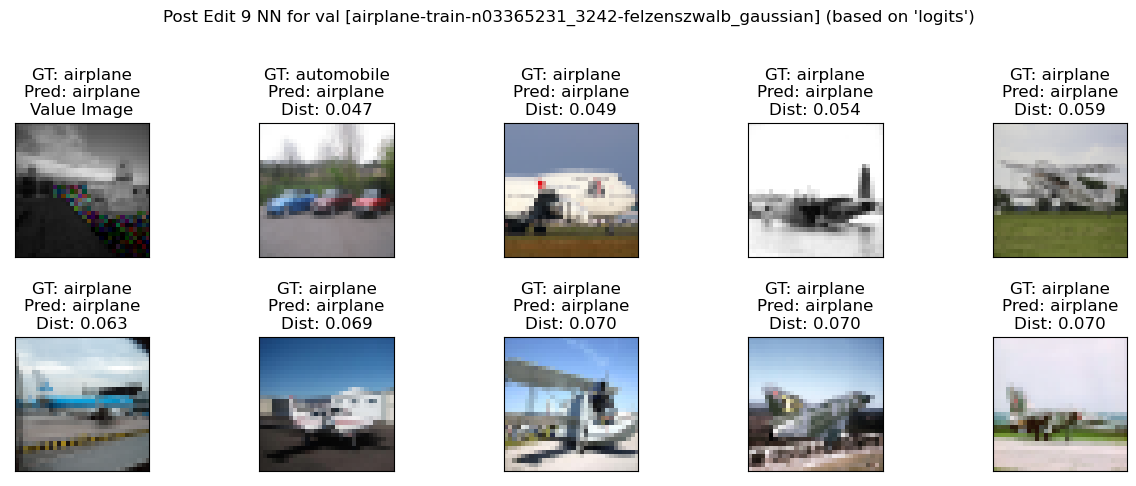 Post Edit 9 NN for val [airplane-train-n03365231_3242-felzenszwalb_gaussian] (based on 'logits')
GT: airplane
Pred: airplane
Value Image
GT: automobile
Pred: airplane
Dist: 0.047
GT: airplane
Pred: airplane
Dist: 0.049
GT: airplane
Pred: airplane
Dist: 0.054
GT: airplane
Pred: airplane
Dist: 0.059
GT: airplane
Pred: airplane
Dist: 0.063
GT: airplane
Pred: airplane
Dist: 0.069
GT: airplane
Pred: airplane
Dist: 0.070
GT: airplane
Pred: airplane
Dist: 0.070
GT: airplane
Pred: airplane
Dist: 0.070